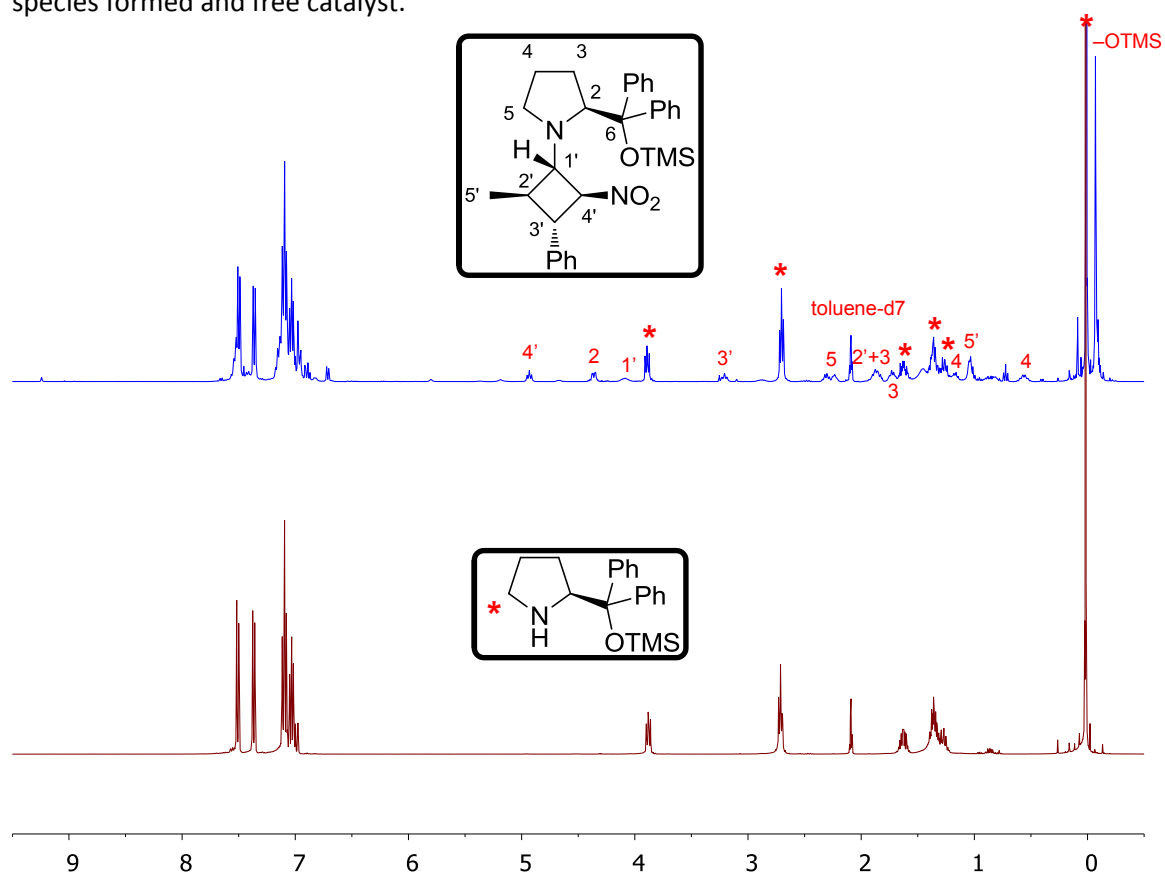 species formed and free catalyst.
*
–OTMS
4 3
Ph
2
Ph
5
N
6
OTMS
H
1'
2'
5'
NO2
3' 4'
Ph
*
toluene-d7
*
4’ 2 1’ 3’ 5 2’+3 * 3 * * 4 5’ 4
Ph
Ph
*
N
H
OTMS
9 8 7 6 5 4 3 2 1 0